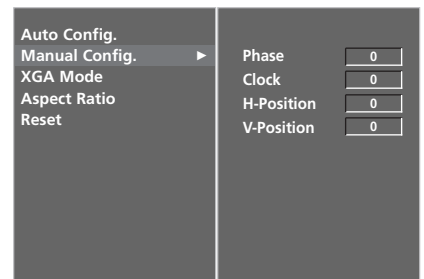 Auto Config.
Manual Config. ►
XGA Mode
Aspect Ratio
Reset
Phase 0
Clock 0
H-Position 0
V-Position 0